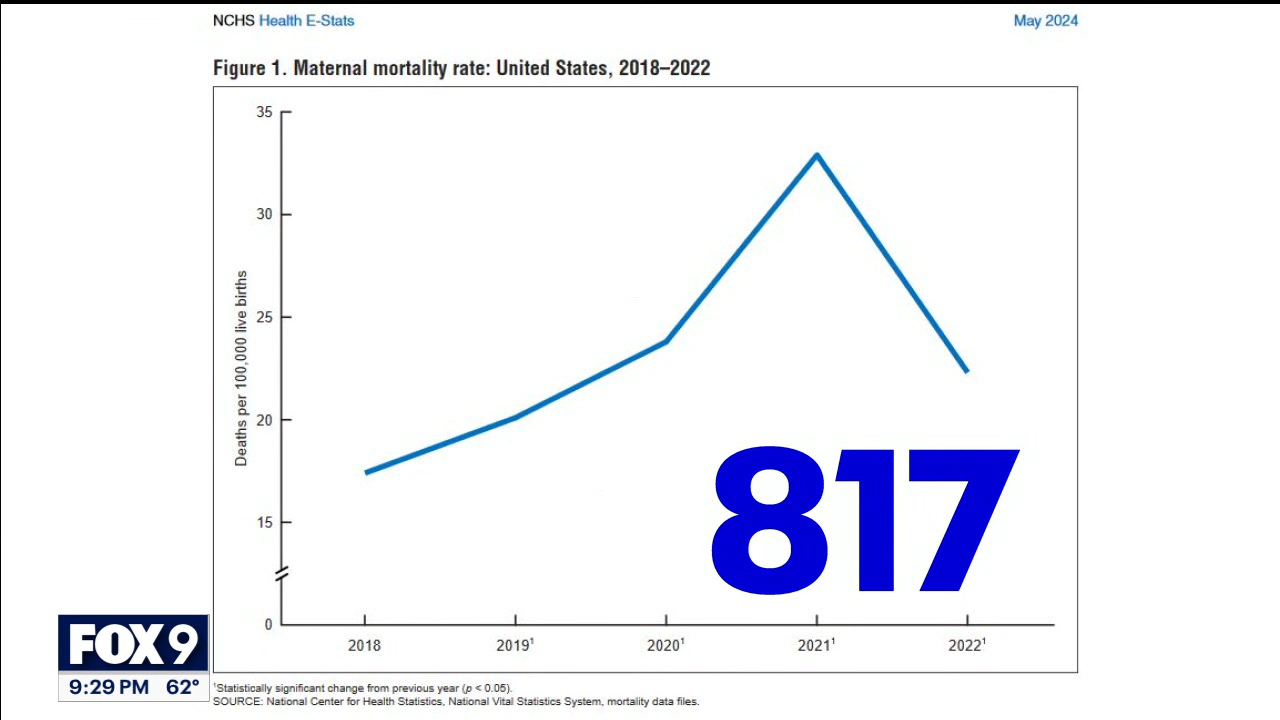 NCHS Health E-Stats
May 2024
Figure 1. Maternal mortality rate: United States, 2018–2022
35
30
25
20
15
0
Deaths per 100,000 live births
2018
2019¹
2020¹
2021¹
2022¹
817
¹Statistically significant change from previous year (p < 0.05).
SOURCE: National Center for Health Statistics, National Vital Statistics System, mortality data files.
FOX 9
9:29 PM 62°